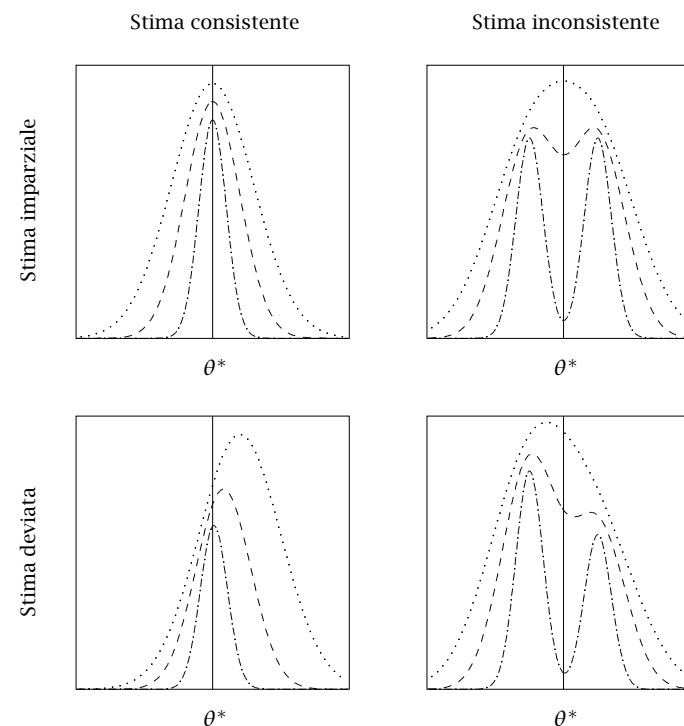 Stima consistente
Stima inconsistente
Stima imparziale
θ*
θ*
Stima deviata
θ*
θ*